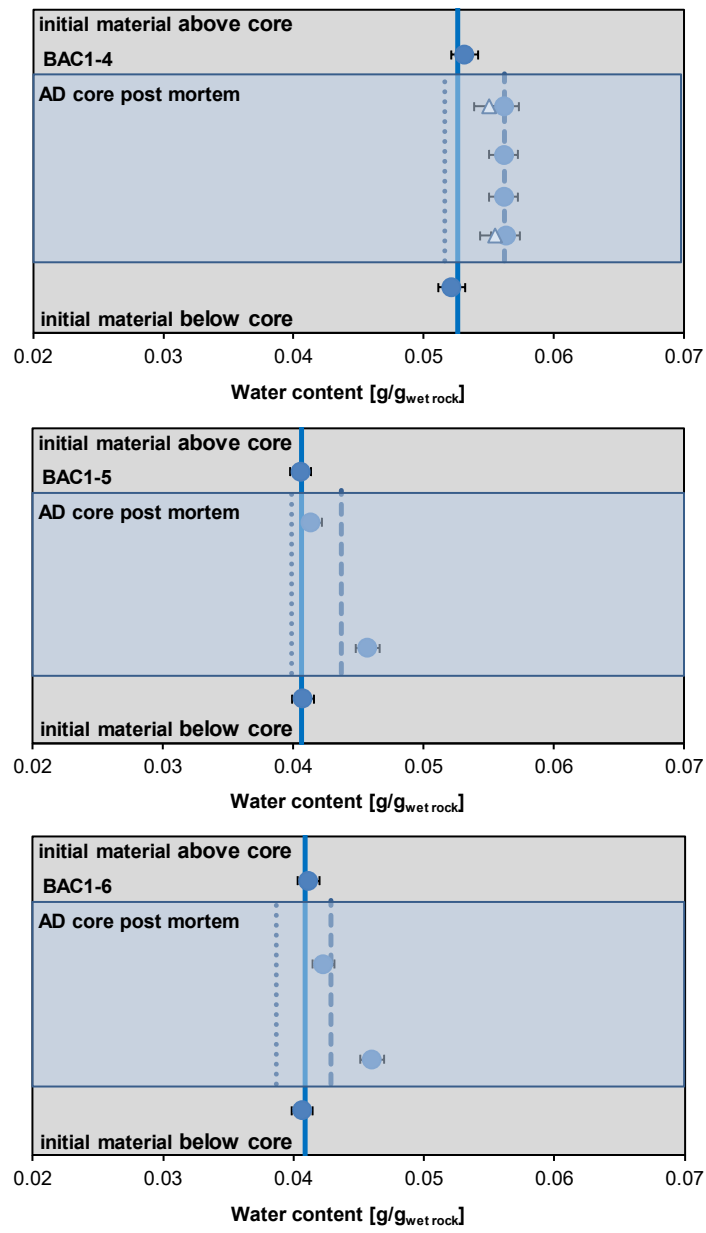 initial material above core
BAC1-4
AD core post mortem
initial material below core
0.02 0.03 0.04 0.05 0.06 0.07
Water content [g/gwet rock]
initial material above core
BAC1-5
AD core post mortem
initial material below core
0.02 0.03 0.04 0.05 0.06 0.07
Water content [g/gwet rock]
initial material above core
BAC1-6
AD core post mortem
initial material below core
0.02 0.03 0.04 0.05 0.06 0.07
Water content [g/gwet rock]